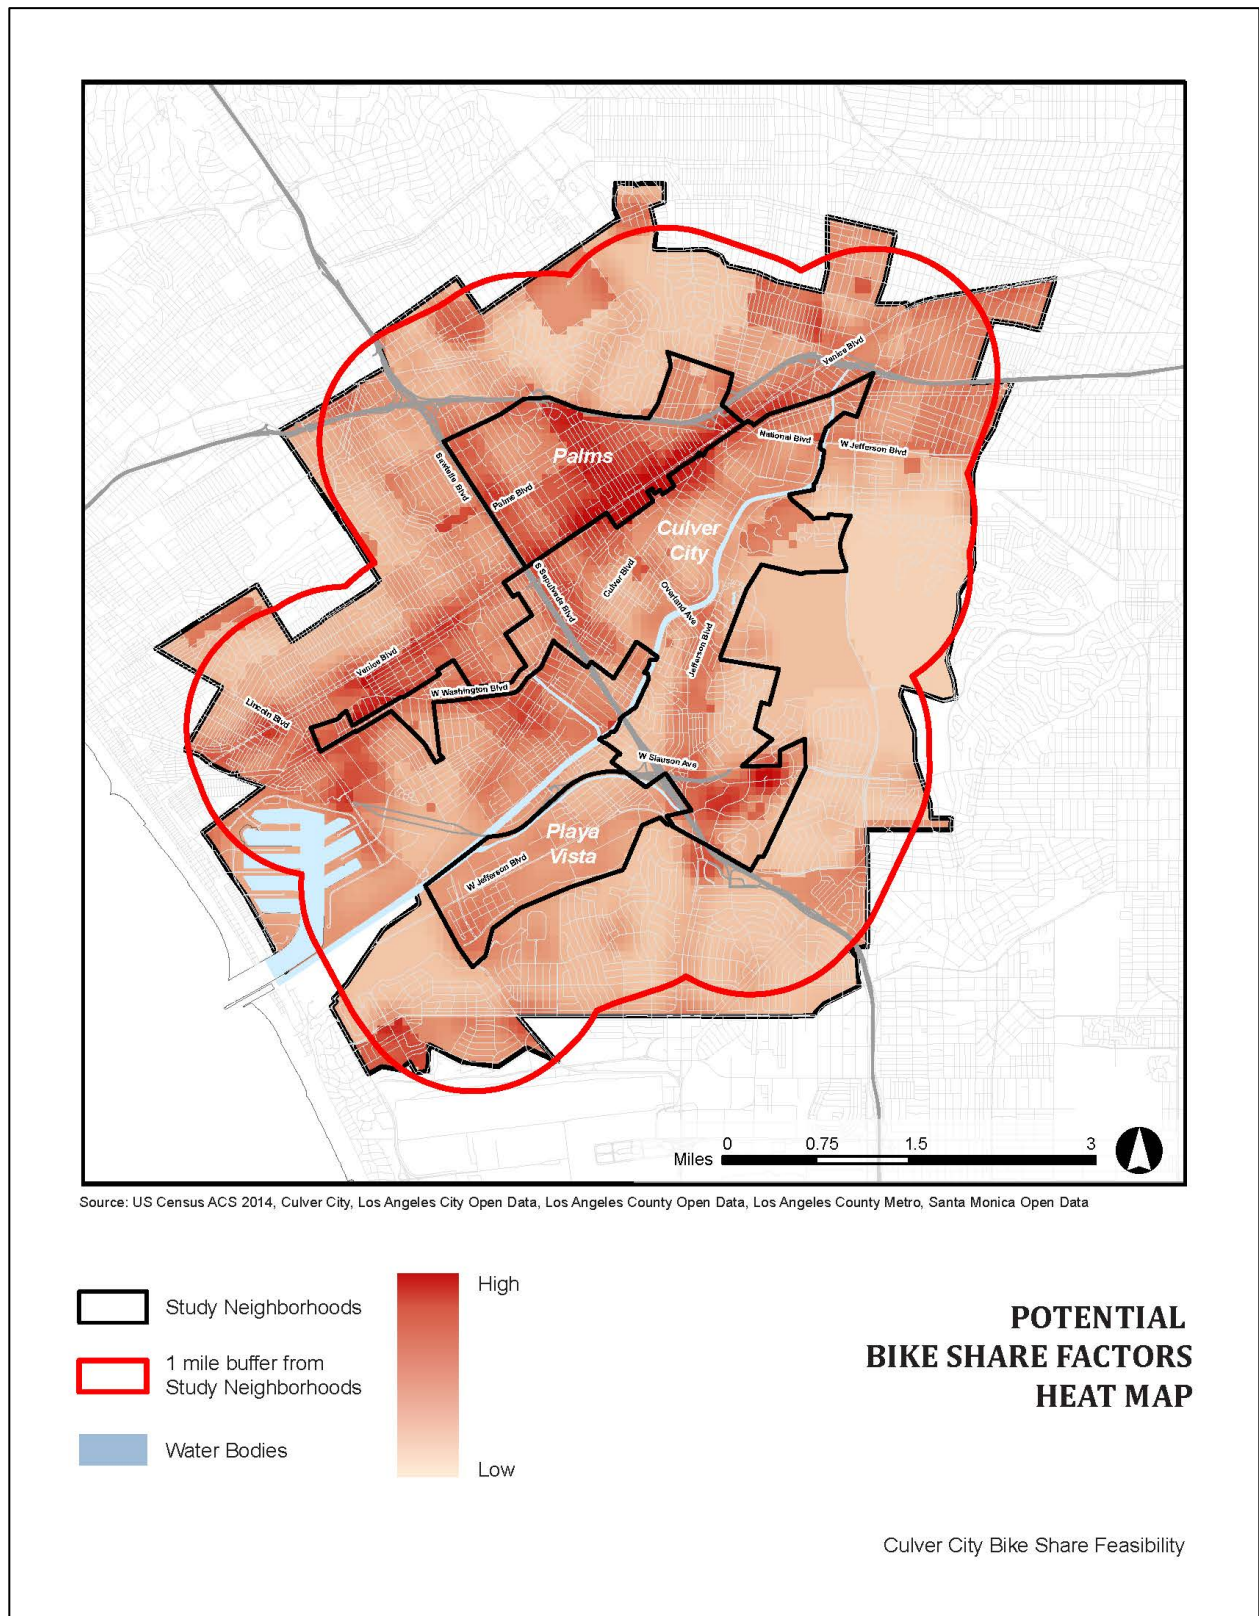 Venice Blvd
National Blvd
W Jefferson Blvd
Palms
Sawtelle Blvd
Palms Blvd
Culver
City
Culver Blvd
S Sepulveda Blvd
Overland Ave
Jefferson Blvd
Venice Blvd
W Washington Blvd
Lincoln Blvd
W Slauson Ave
Playa
Vista
W Jefferson Blvd
0 0.75 1.5 3
Miles
Source: US Census ACS 2014, Culver City, Los Angeles City Open Data, Los Angeles County Open Data, Los Angeles County Metro, Santa Monica Open Data
Study Neighborhoods
1 mile buffer from
Study Neighborhoods
Water Bodies
High
Low
POTENTIAL
BIKE SHARE FACTORS
HEAT MAP
Culver City Bike Share Feasibility